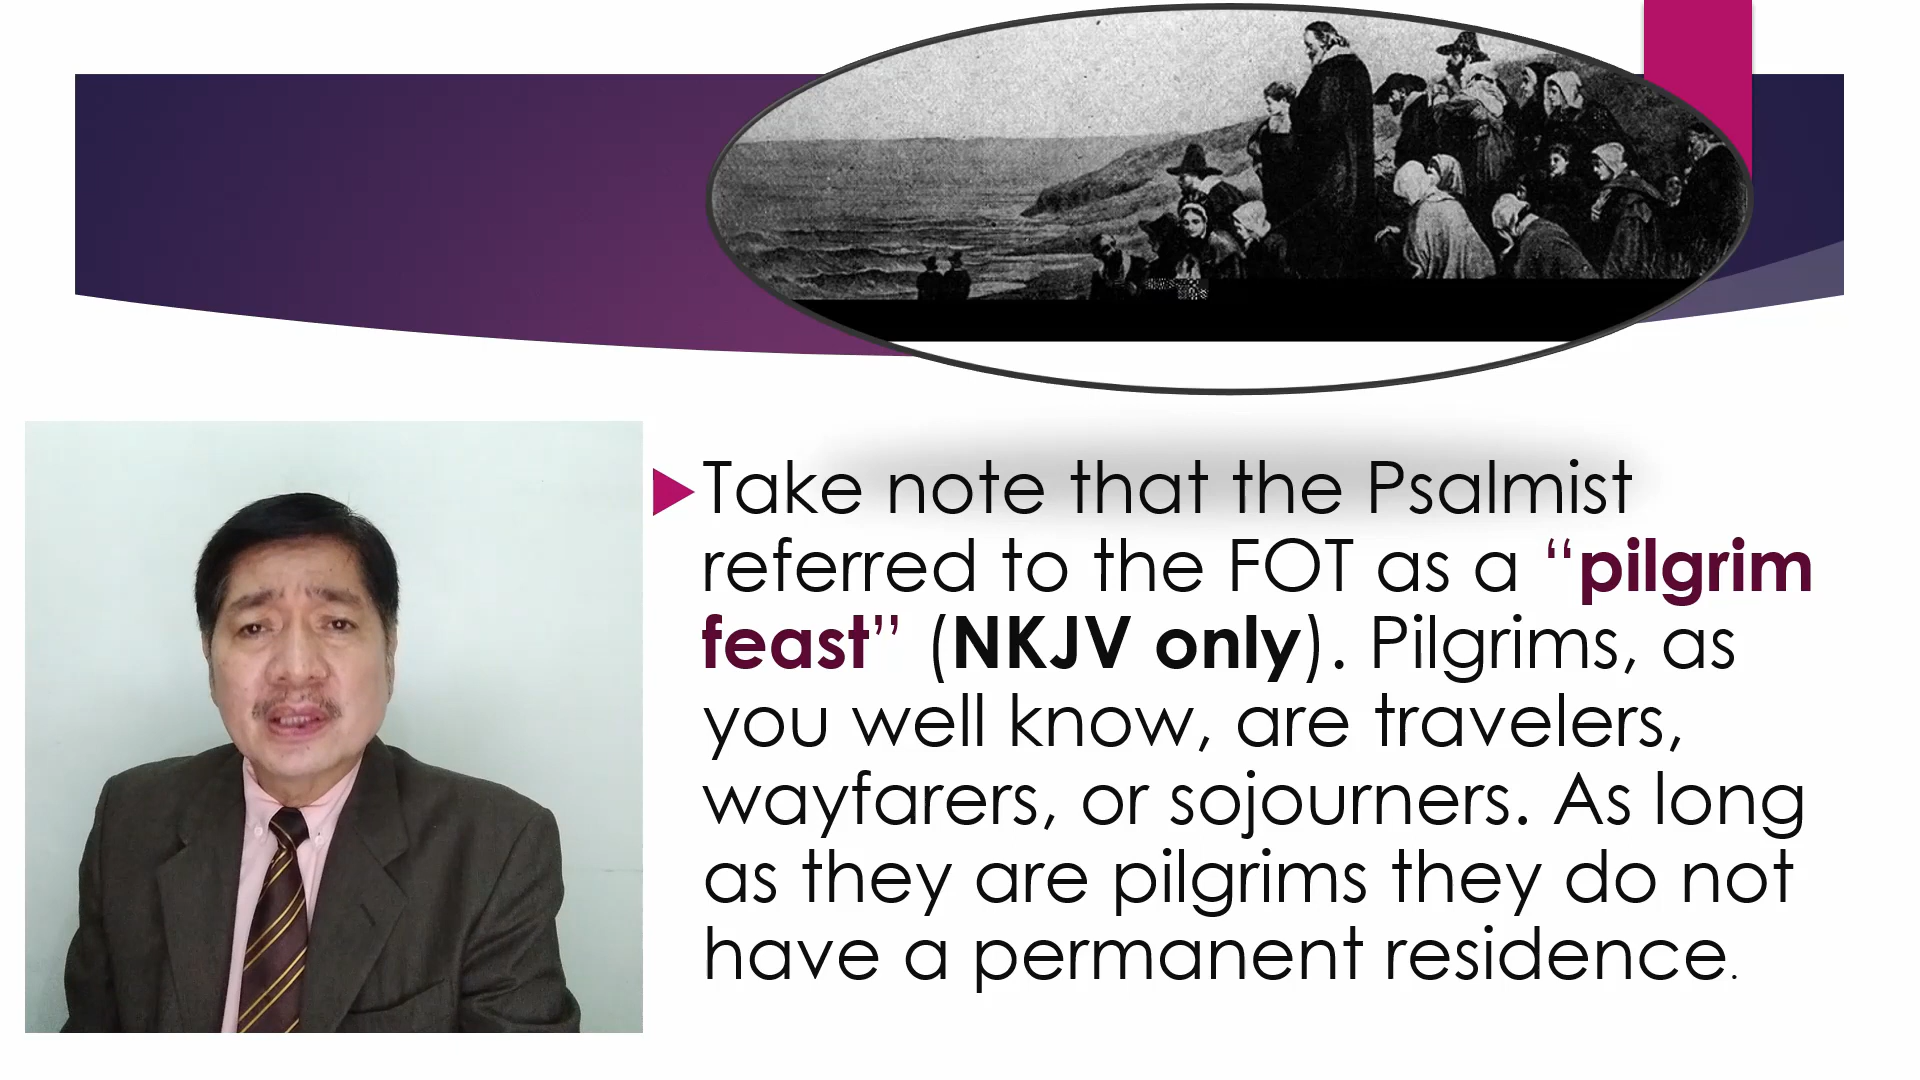 Take note that the Psalmist
referred to the FOT as a “pilgrim
feast” (NKJV only). Pilgrims, as
you well know, are travelers,
wayfarers, or sojourners. As long
as they are pilgrims they do not
have a permanent residence.